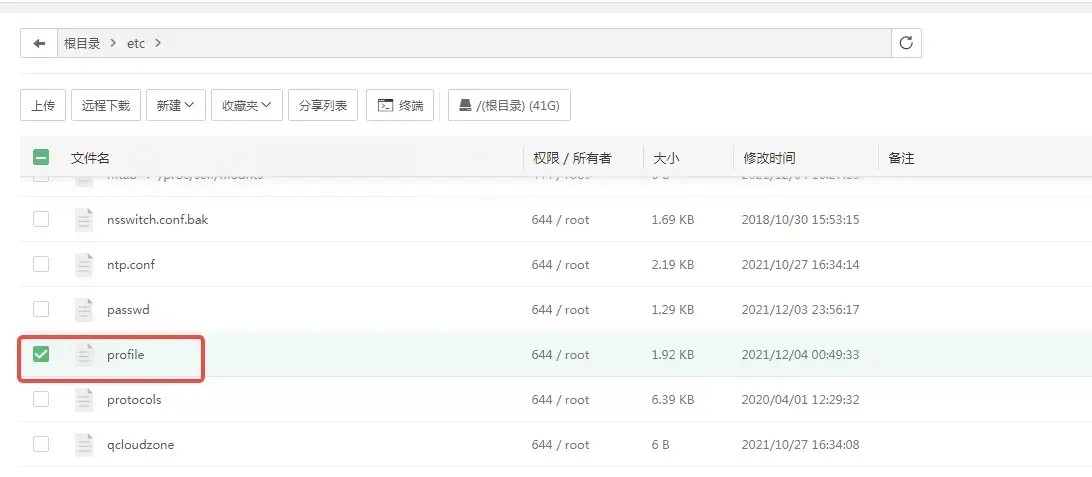 根目录 > etc >
上传 远程下载 新建 收藏夹 分享列表 终端 /(根目录) (41G)
文件名 权限 / 所有者 大小 修改时间 备注
nsswitch.conf.bak 644 / root 1.69 KB 2018/10/30 15:53:15
ntp.conf 644 / root 2.19 KB 2021/10/27 16:34:14
passwd 644 / root 1.29 KB 2021/12/03 23:56:17
profile 644 / root 1.92 KB 2021/12/04 00:49:33
protocols 644 / root 6.39 KB 2020/04/01 12:29:32
qcloudzone 644 / root 6 B 2021/10/27 16:34:08